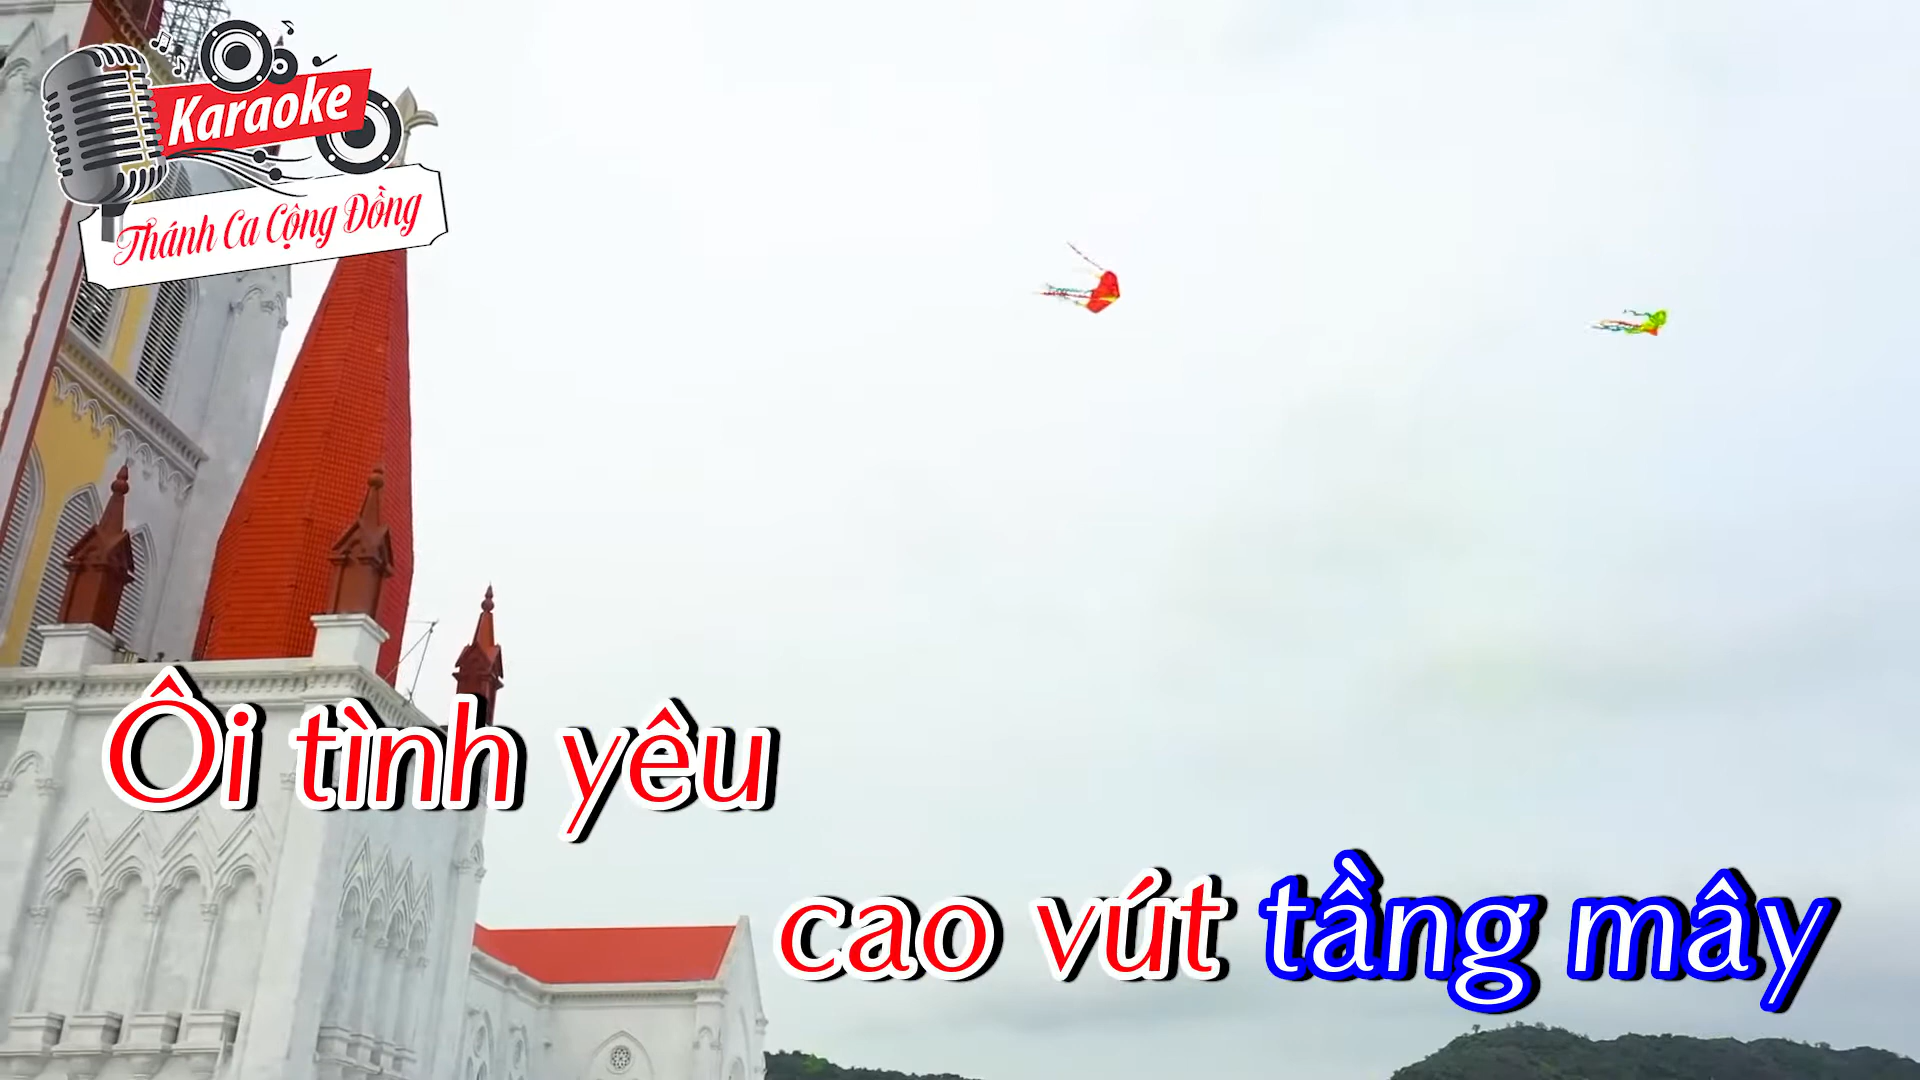 Karaoke
Thánh Ca Cộng Đồng
Ôi tình yêu
cao vút tầng mây